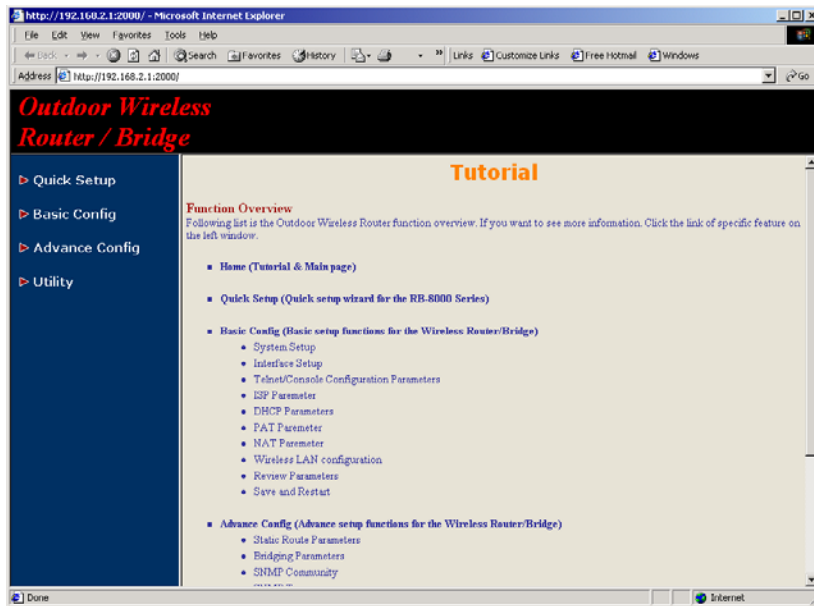 http://192.168.2.1:2000/ - Microsoft Internet Explorer
File Edit View Favorites Tools Help
Back Search Favorites History Links Customize Links Free Hotmail Windows
Address http://192.168.2.1:2000/ Go
Outdoor Wireless
Router / Bridge
Quick Setup
Basic Config
Advance Config
Utility
Tutorial
Function Overview
Following list is the Outdoor Wireless Router function overview. If you want to see more information. Click the link of specific feature on
the left window.
Home (Tutorial & Main page)
Quick Setup (Quick setup wizard for the RB-8000 Series)
Basic Config (Basic setup functions for the Wireless Router/Bridge)
System Setup
Interface Setup
Telnet/Console Configuration Parameters
ISP Paremeter
DHCP Parameters
PAT Paremeter
NAT Paremeter
Wireless LAN configuration
Review Parameters
Save and Restart
Advance Config (Advance setup functions for the Wireless Router/Bridge)
Static Route Parameters
Bridging Parameters
SNMP Community
Done
Internet